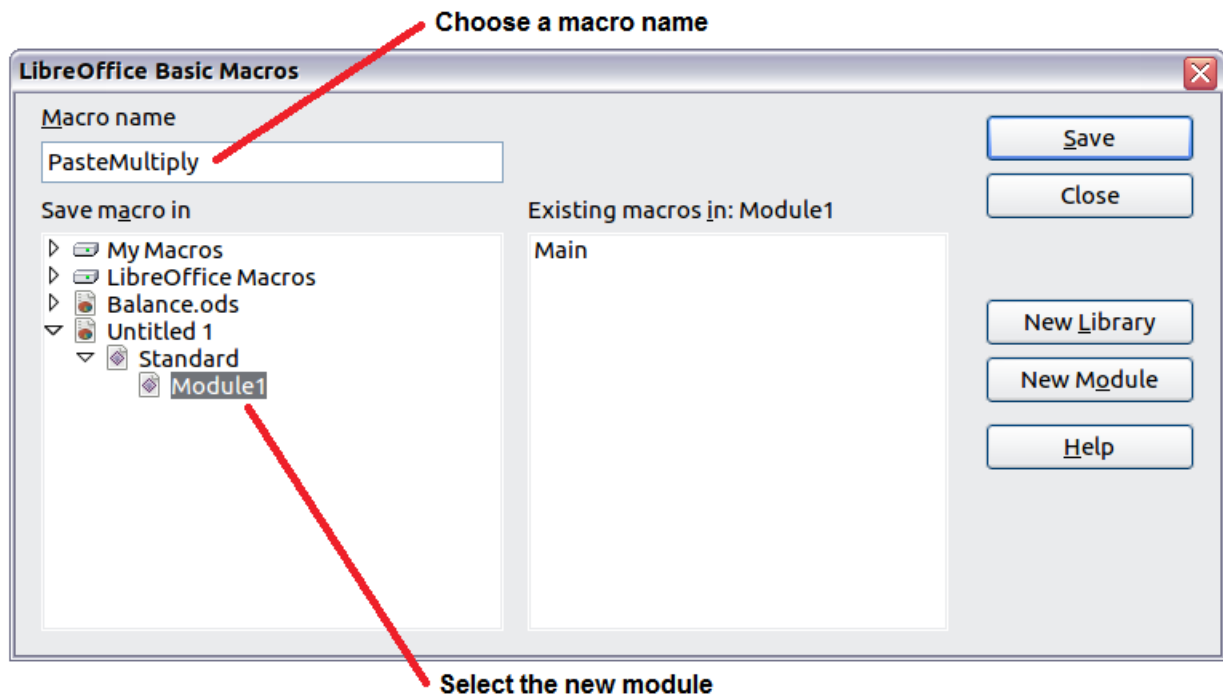 Choose a macro name
LibreOffice Basic Macros
Macro name
PasteMultiply
Save macro in
My Macros
LibreOffice Macros
Balance.ods
Untitled 1
Standard
Module1
Existing macros in: Module1
Main
Save
Close
New Library
New Module
Help
Select the new module